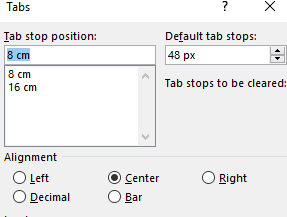 Tabs
Tab stop position:
Default tab stops:
8 cm
48 px
8 cm
16 cm
Tab stops to be cleared:
Alignment
Left
Center
Right
Decimal
Bar